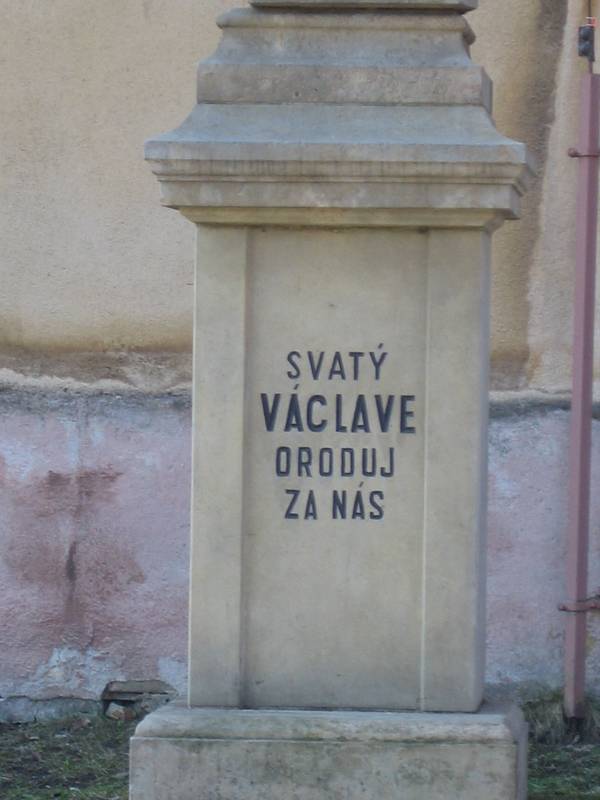 SVATÝ
VÁCLAVE
ORODUJ
ZA NÁS